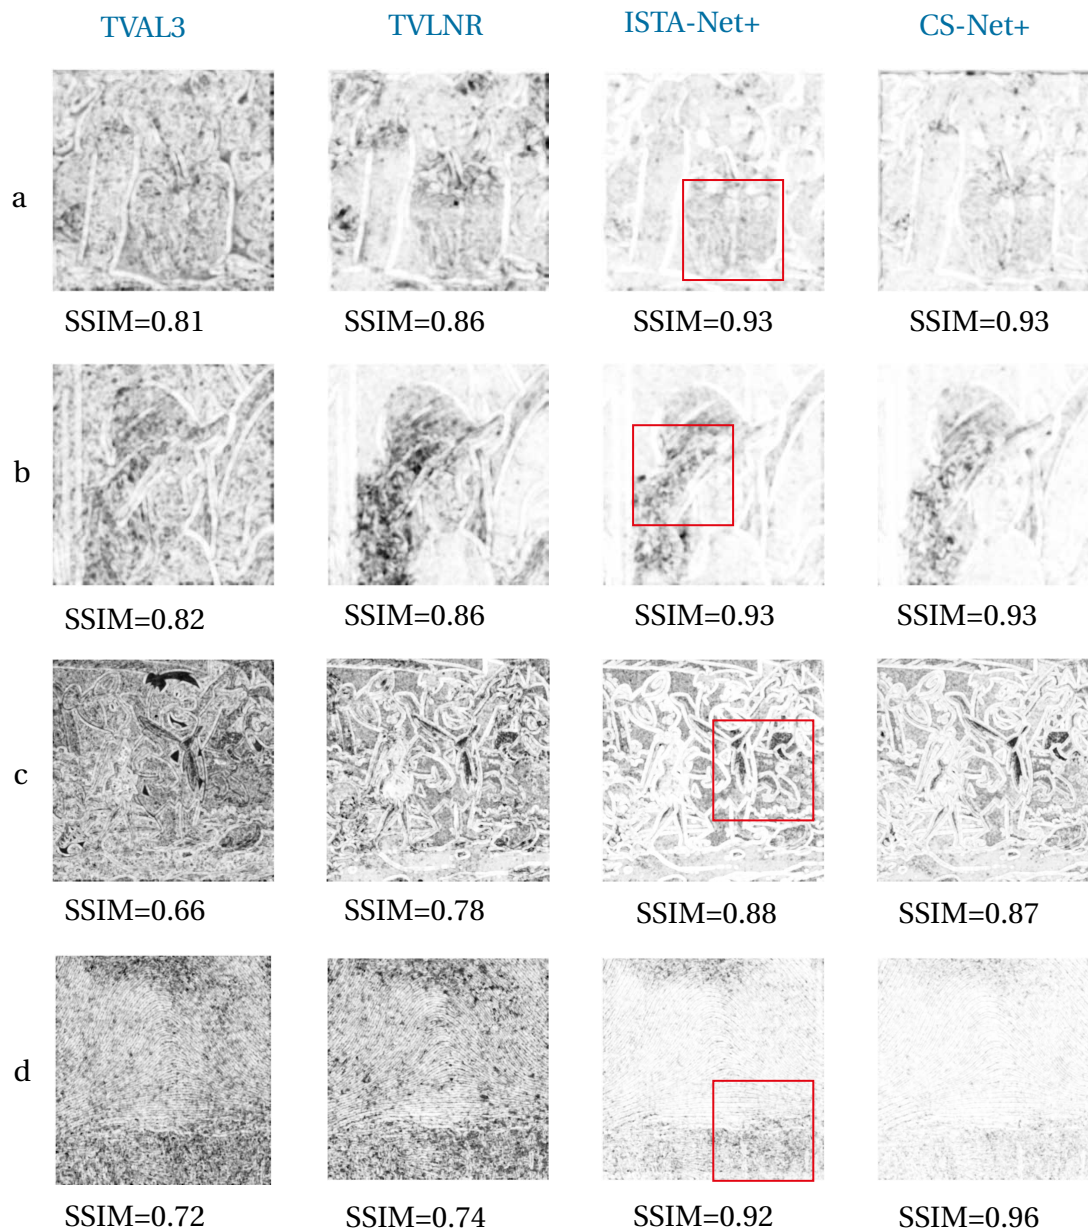 TVAL3 TVLNR ISTA-Net+ CS-Net+
a
SSIM=0.81 SSIM=0.86 SSIM=0.93 SSIM=0.93
b
SSIM=0.82 SSIM=0.86 SSIM=0.93 SSIM=0.93
c
SSIM=0.66 SSIM=0.78 SSIM=0.88 SSIM=0.87
d
SSIM=0.72 SSIM=0.74 SSIM=0.92 SSIM=0.96